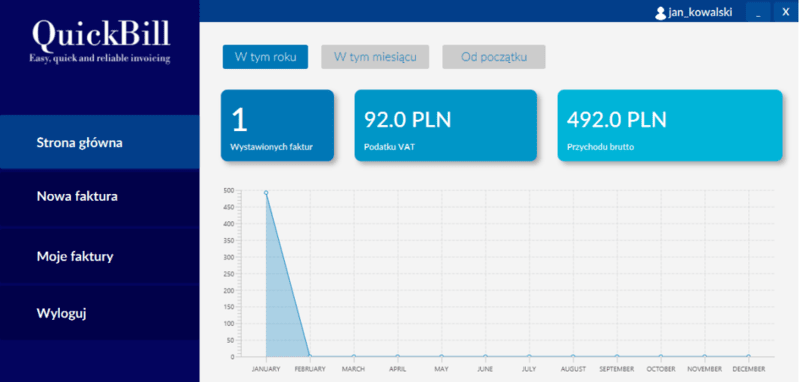 QuickBill
Easy, quick and reliable invoicing
jan_kowalski
_
X
Strona główna
Nowa faktura
Moje faktury
Wyloguj
W tym roku
W tym miesiącu
Od początku
1
Wystawionych faktur
92.0 PLN
Podatku VAT
492.0 PLN
Przychodu brutto
500
450
400
350
300
250
200
150
100
50
0
JANUARY FEBRUARY MARCH APRIL MAY JUNE JULY AUGUST SEPTEMBER OCTOBER NOVEMBER DECEMBER